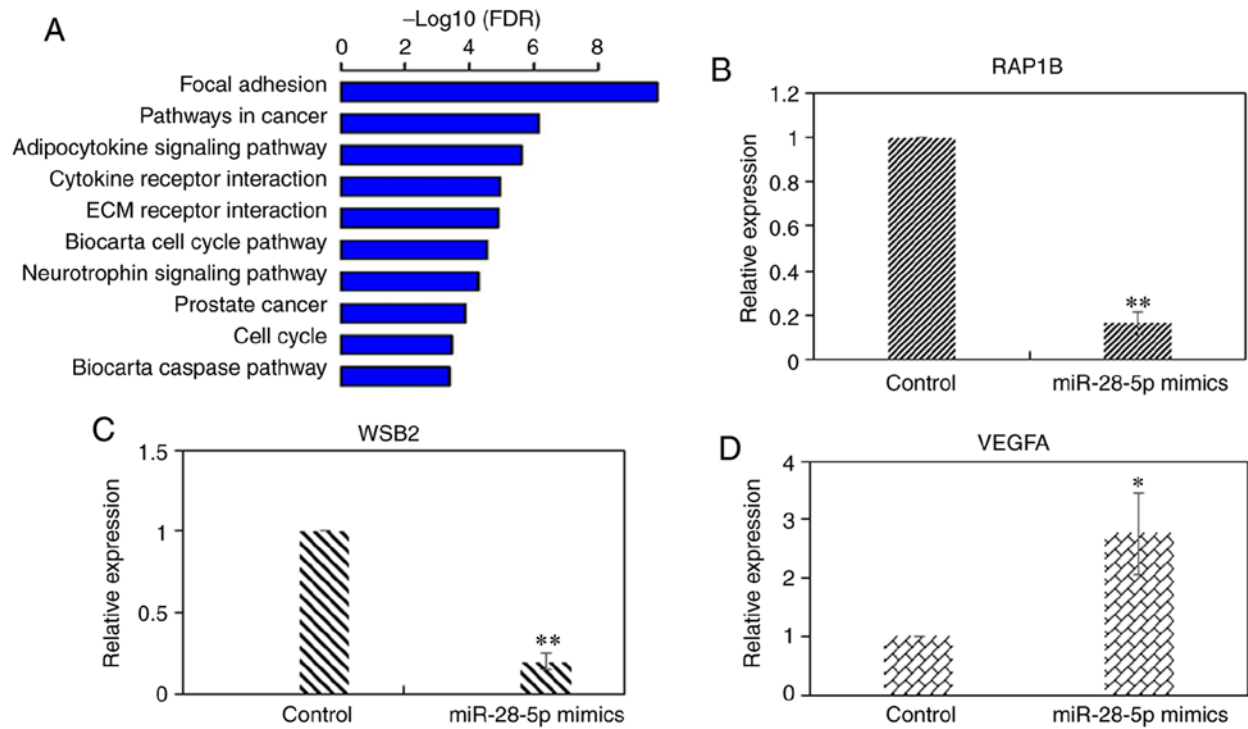 A
–Log10 (FDR)
0 2 4 6 8
Focal adhesion
Pathways in cancer
Adipocytokine signaling pathway
Cytokine receptor interaction
ECM receptor interaction
Biocarta cell cycle pathway
Neurotrophin signaling pathway
Prostate cancer
Cell cycle
Biocarta caspase pathway
B
RAP1B
Relative expression
1.2
1
0.8
0.6
0.4
0.2
0
**
Control miR-28-5p mimics
C
WSB2
Relative expression
1.5
1
0.5
0
**
Control miR-28-5p mimics
D
VEGFA
Relative expression
4
3
2
1
0
*
Control miR-28-5p mimics